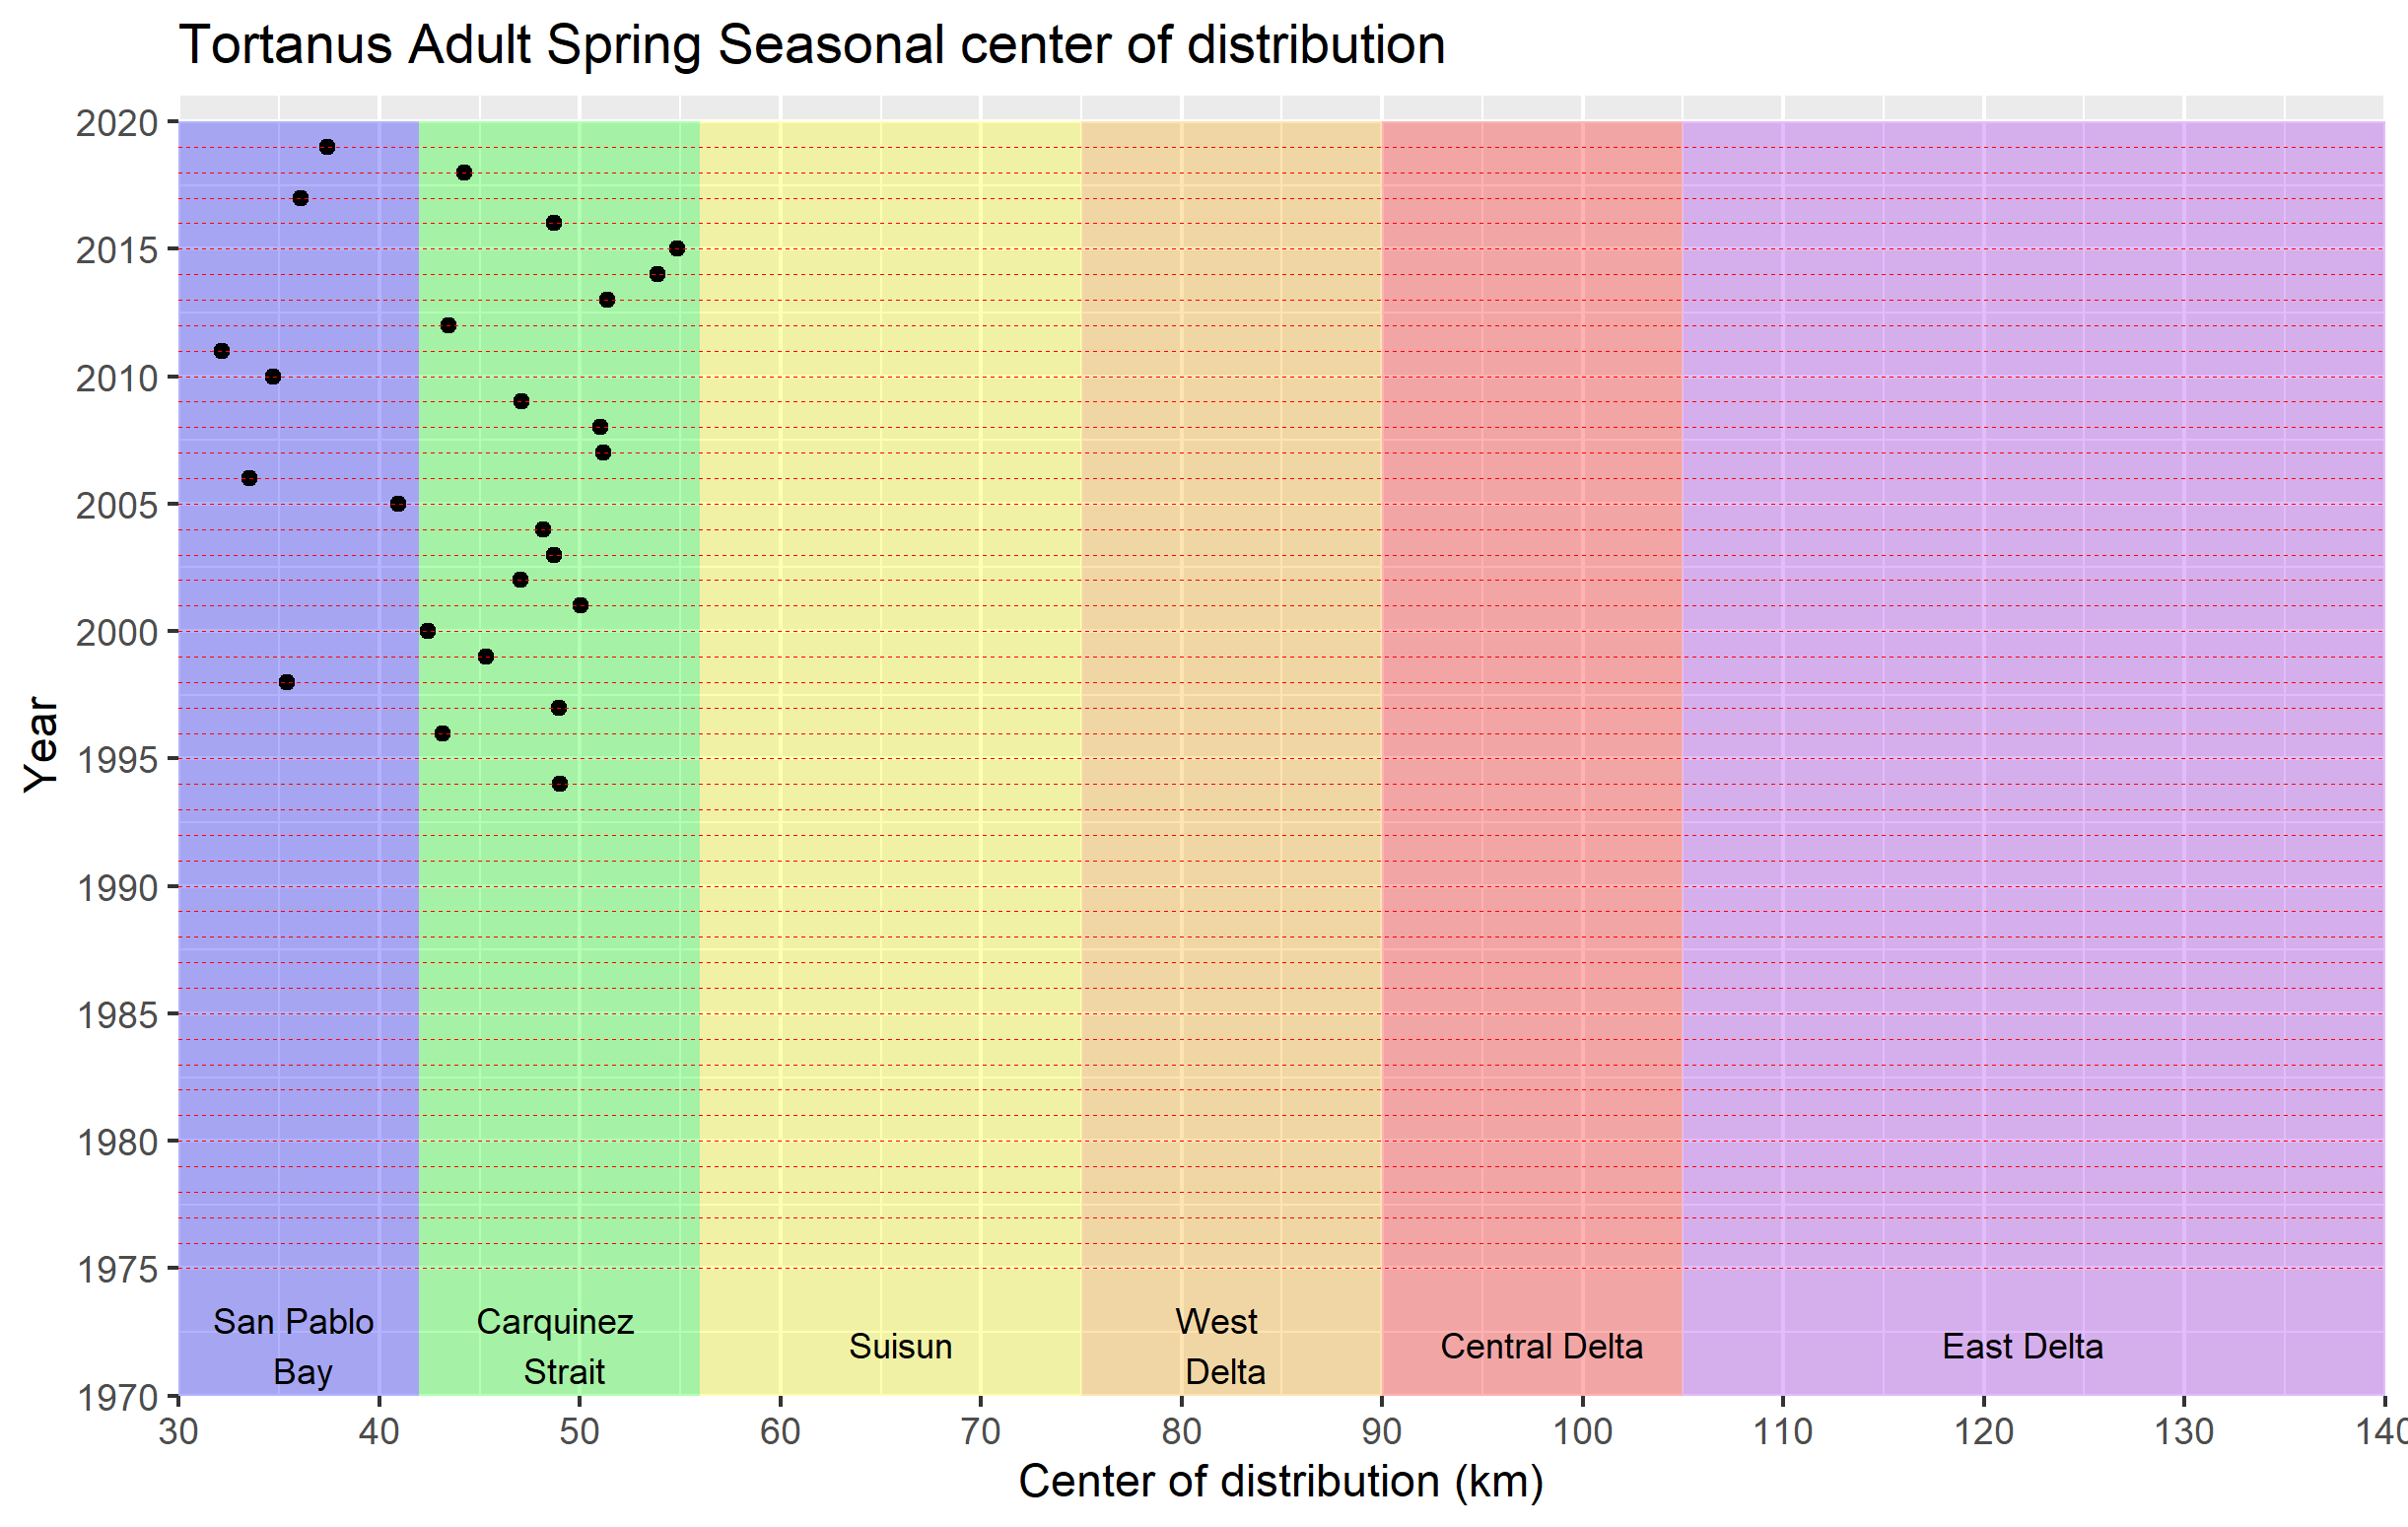 Tortanus Adult Spring Seasonal center of distribution
2020
2015
2010
2005
2000
1995
1990
1985
1980
1975
1970
Year
San Pablo
Bay
Carquinez
Strait
Suisun
West
Delta
Central Delta
East Delta
30 40 50 60 70 80 90 100 110 120 130 140
Center of distribution (km)